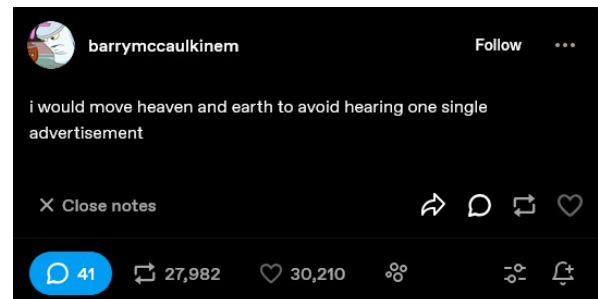 barrymccaulkinem
Follow
i would move heaven and earth to avoid hearing one single
advertisement
Close notes
41
27,982
30,210